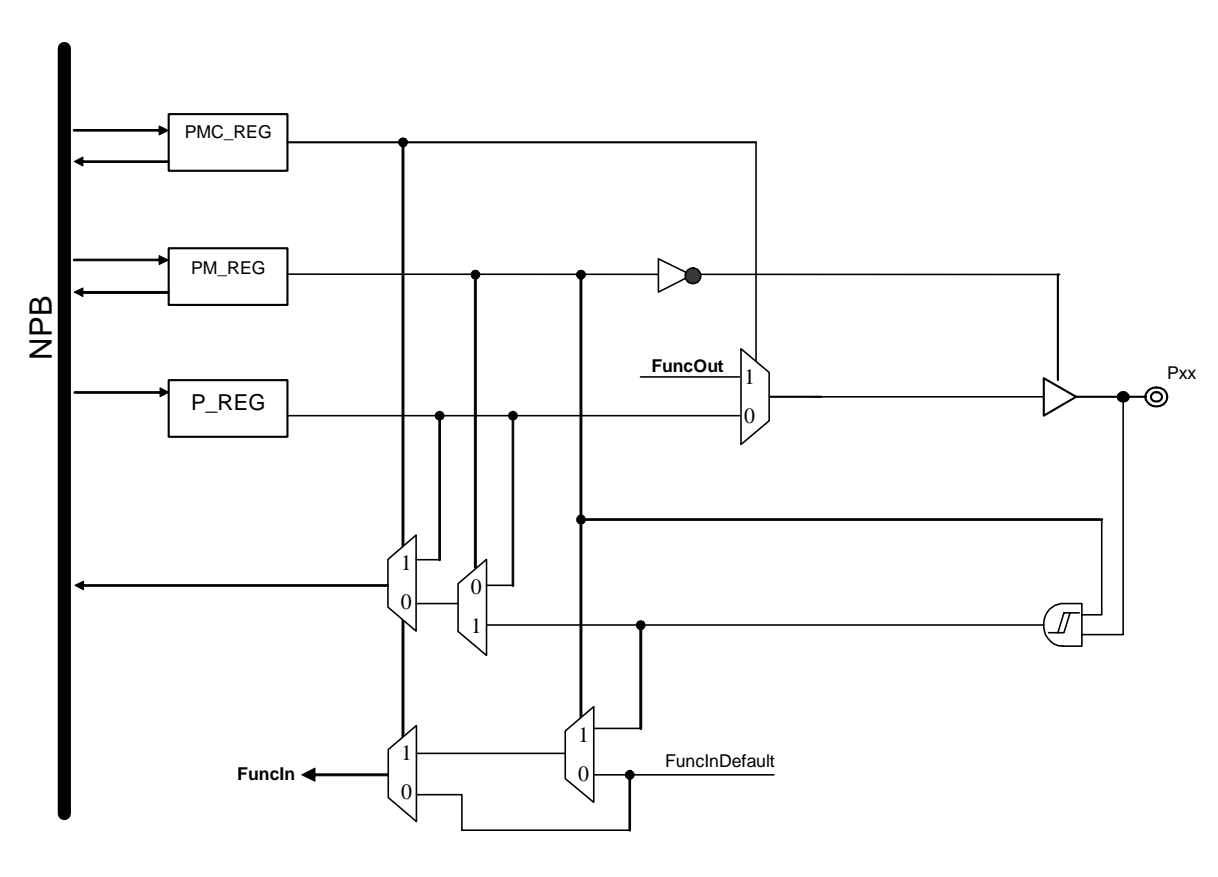 PMC_REG
PM_REG
NPB
FuncOut
1
Pxx
P_REG
0
1
0
0
1
1
1
FuncInDefault
FuncIn
0
0